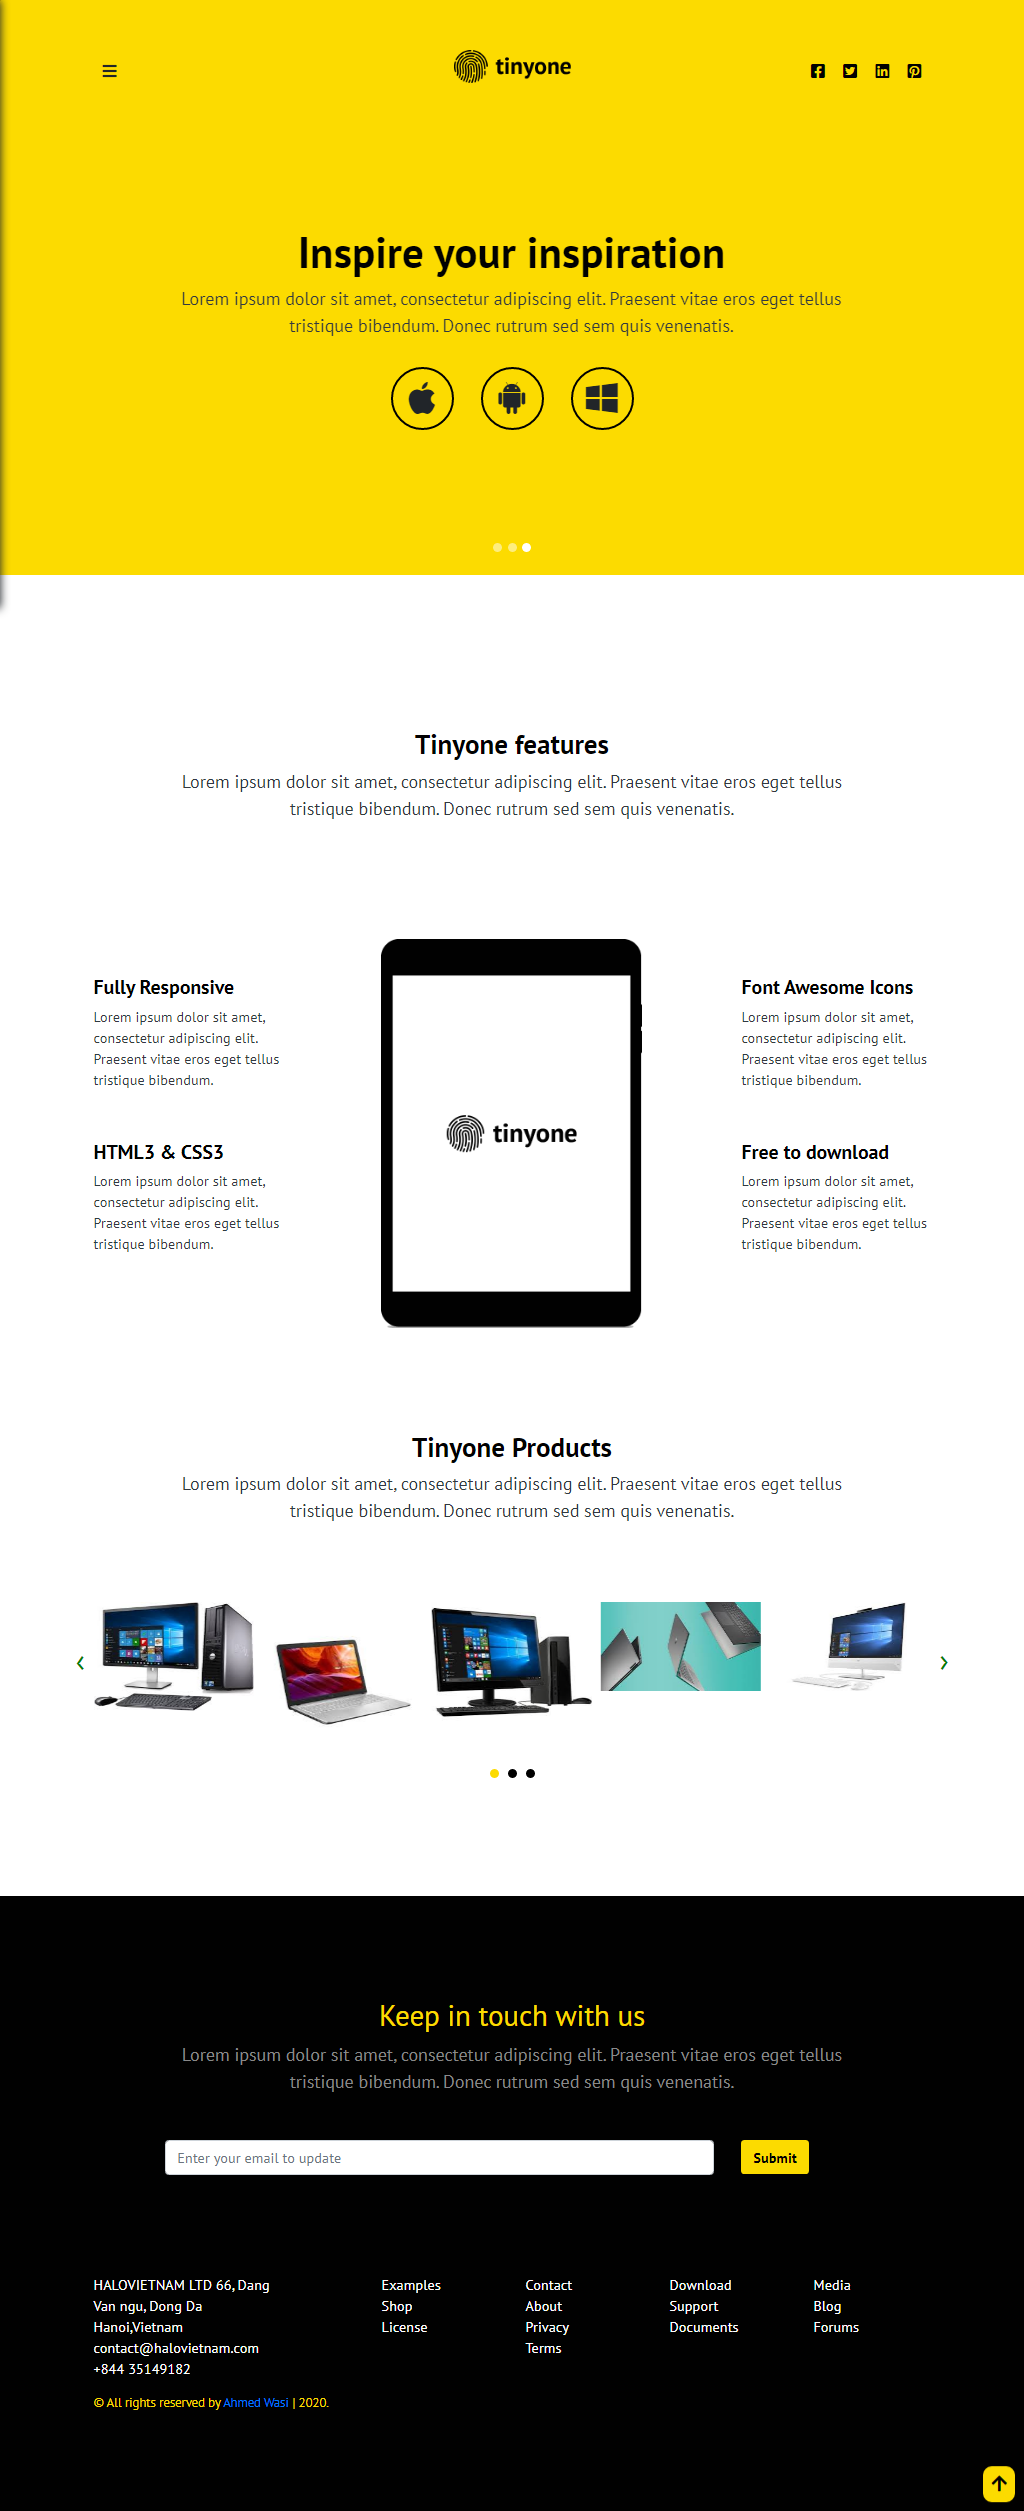 tinyone
Inspire your inspiration
Lorem ipsum dolor sit amet, consectetur adipiscing elit. Praesent vitae eros eget tellus
tristique bibendum. Donec rutrum sed sem quis venenatis.
Tinyone features
Lorem ipsum dolor sit amet, consectetur adipiscing elit. Praesent vitae eros eget tellus
tristique bibendum. Donec rutrum sed sem quis venenatis.
Fully Responsive
Lorem ipsum dolor sit amet,
consectetur adipiscing elit.
Praesent vitae eros eget tellus
tristique bibendum.
HTML3 & CSS3
Lorem ipsum dolor sit amet,
consectetur adipiscing elit.
Praesent vitae eros eget tellus
tristique bibendum.
tinyone
Font Awesome Icons
Lorem ipsum dolor sit amet,
consectetur adipiscing elit.
Praesent vitae eros eget tellus
tristique bibendum.
Free to download
Lorem ipsum dolor sit amet,
consectetur adipiscing elit.
Praesent vitae eros eget tellus
tristique bibendum.
Tinyone Products
Lorem ipsum dolor sit amet, consectetur adipiscing elit. Praesent vitae eros eget tellus
tristique bibendum. Donec rutrum sed sem quis venenatis.
Keep in touch with us
Lorem ipsum dolor sit amet, consectetur adipiscing elit. Praesent vitae eros eget tellus
tristique bibendum. Donec rutrum sed sem quis venenatis.
Enter your email to update
Submit
HALOVIETNAM LTD 66, Dang
Van ngu, Dong Da
Hanoi,Vietnam
contact@halovietnam.com
+844 35149182
Examples
Shop
License
Contact
About
Privacy
Terms
Download
Support
Documents
Media
Blog
Forums
© All rights reserved by Ahmed Wasi | 2020.